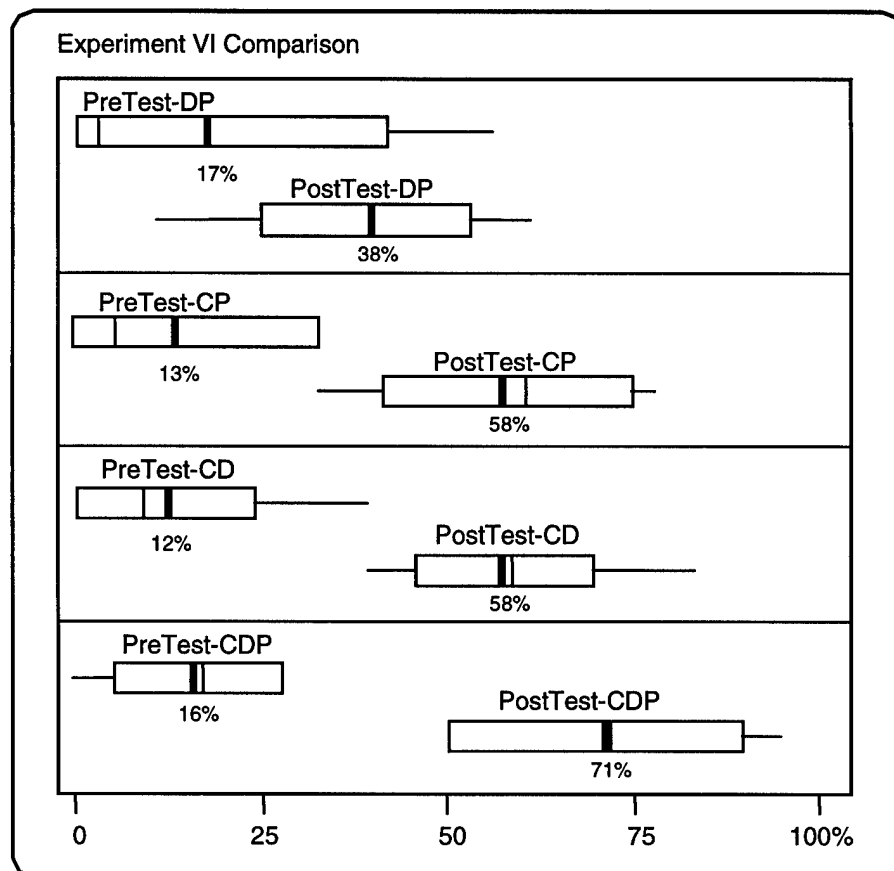 Experiment VI Comparison
PreTest-DP
17%
PostTest-DP
38%
PreTest-CP
13%
PostTest-CP
58%
PreTest-CD
12%
PostTest-CD
58%
PreTest-CDP
16%
PostTest-CDP
71%
0 25 50 75 100%